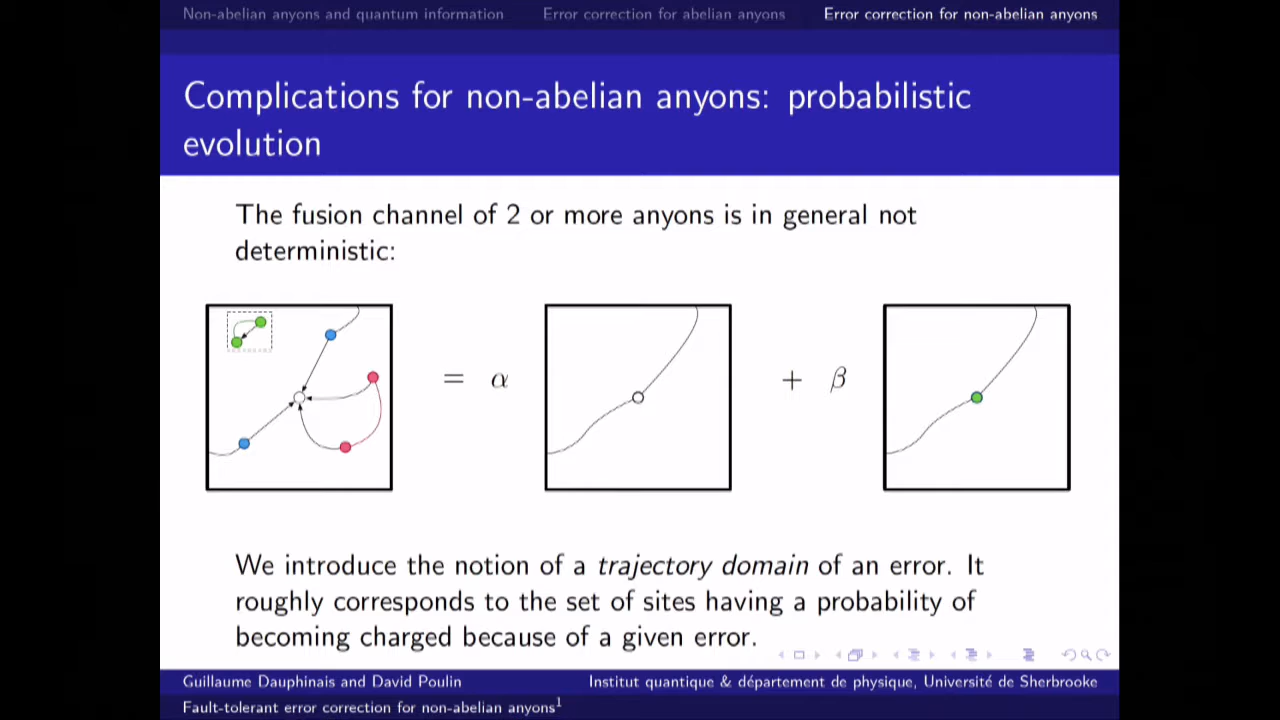 Non-abelian anyons and quantum information Error correction for abelian anyons Error correction for non-abelian anyons
Complications for non-abelian anyons: probabilistic
evolution
The fusion channel of 2 or more anyons is in general not
deterministic:
= α + β
We introduce the notion of a trajectory domain of an error. It
roughly corresponds to the set of sites having a probability of
becoming charged because of a given error.
Guillaume Dauphinais and David Poulin Institut quantique & département de physique, Université de Sherbrooke
Fault-tolerant error correction for non-abelian anyons¹